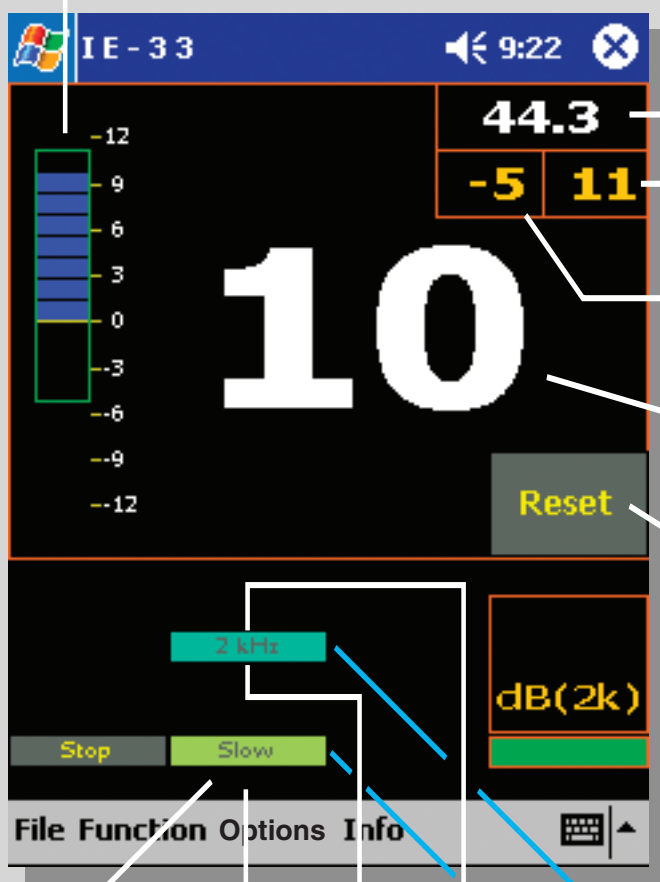 IE-33 9:22
44.3
-5 11
-12
- 9
- 6
- 3
- 0
--3
--6
--9
--12
10
Reset
2 kHz
dB(2k)
Stop Slow
File Function Options Info